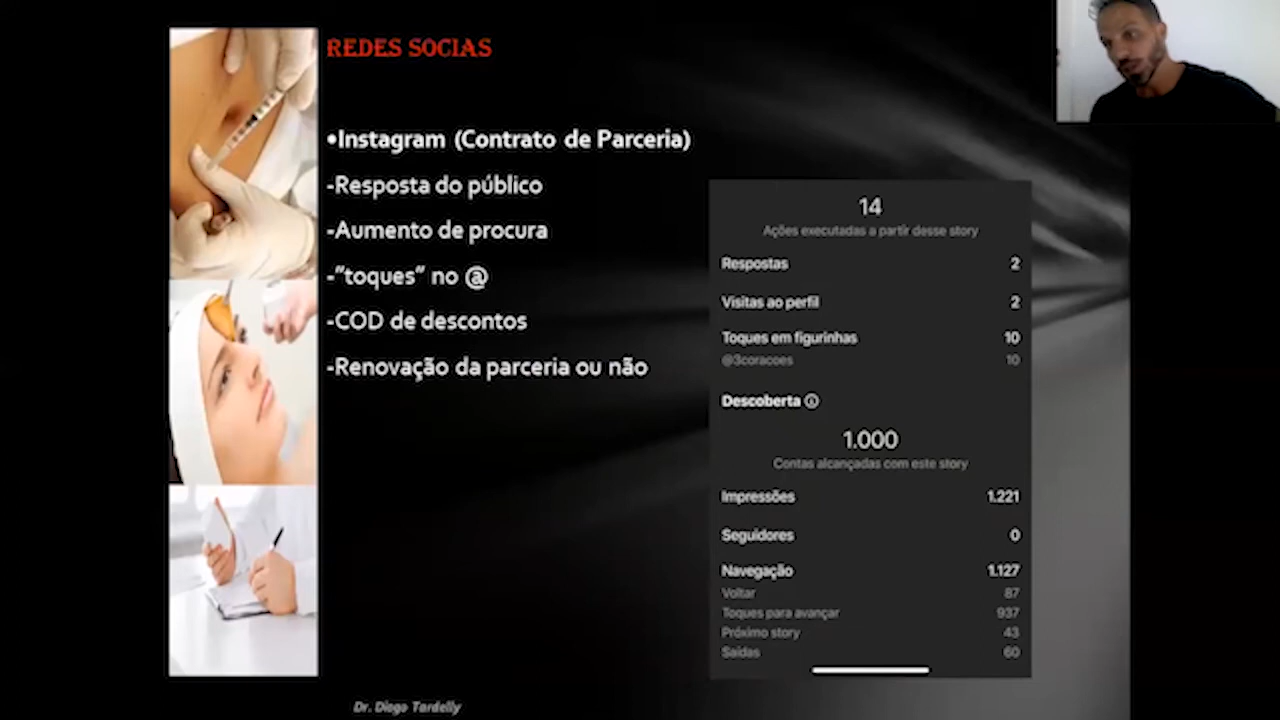 REDES SOCIAS
•Instagram (Contrato de Parceria)
-Resposta do público
-Aumento de procura
-"toques" no @
-COD de descontos
-Renovação da parceria ou não
14
Ações executadas a partir desse story
Respostas 2
Visitas ao perfil 2
Toques em figurinhas 10
@3coracoes 10
Descoberta
1.000
Contas alcançadas com este story
Impressões 1.221
Seguidores 0
Navegação 1.127
Voltar 87
Toques para avançar 937
Próximo story 43
Saídas 60
Dr. Diogo Tardelly